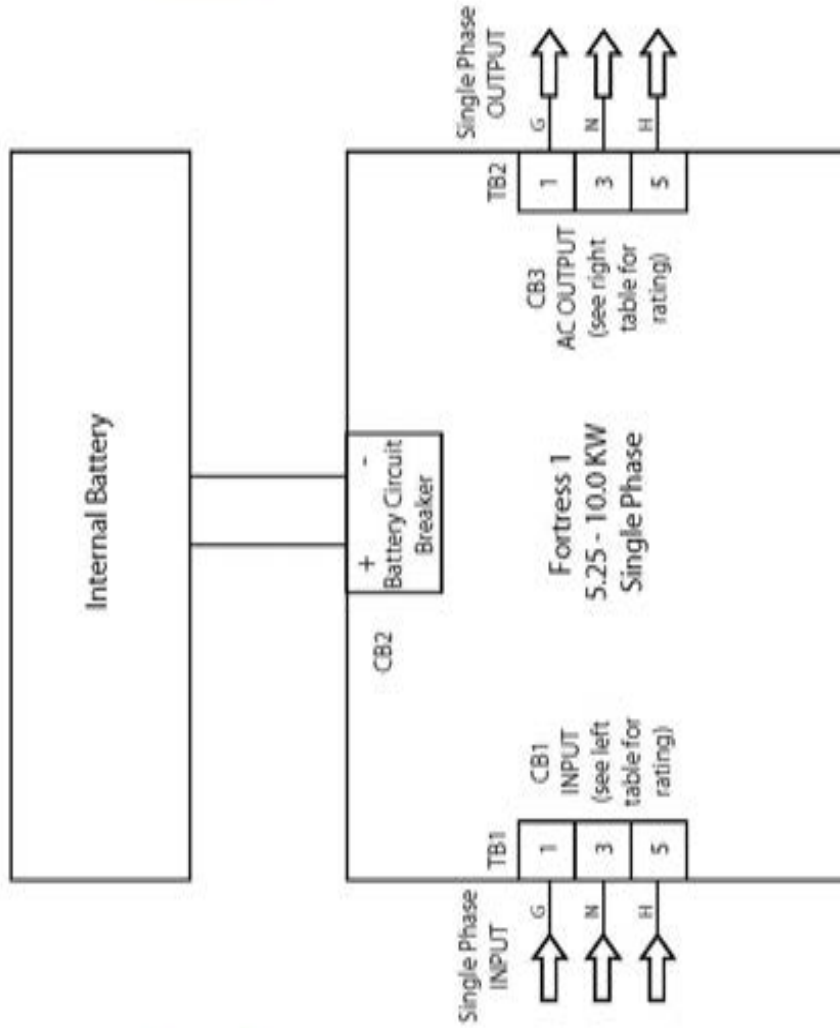 Internal Battery
+ -
Battery Circuit
Breaker
CB2
Single Phase
INPUT
TB1
G
N
H
1
3
5
CB1
INPUT
(see left
table for
rating)
Fortress 1
5.25 - 10.0 KW
Single Phase
CB3
AC OUTPUT
(see right
table for
rating)
TB2
1
3
5
G
N
H
Single Phase
OUTPUT